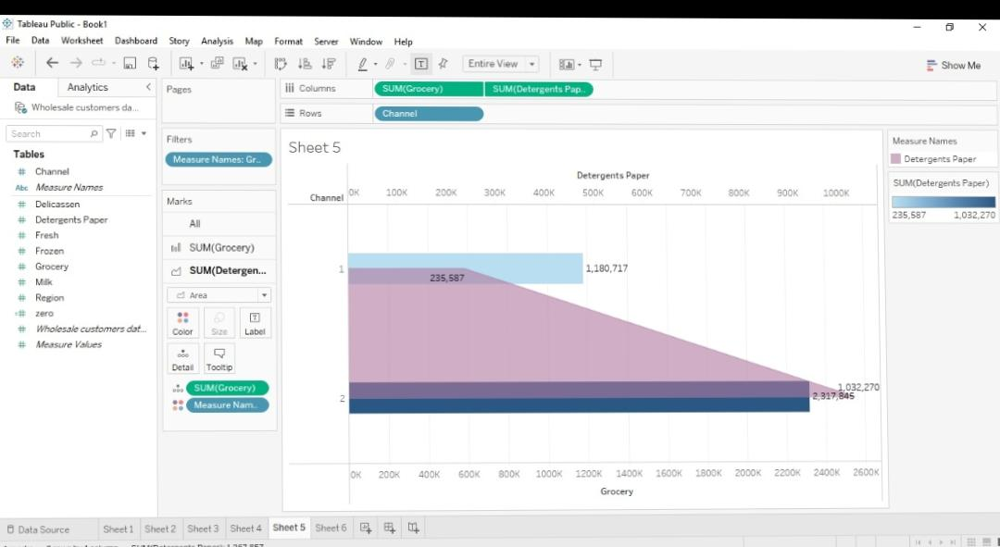 Tableau Public - Book1
File Data Worksheet Dashboard Story Analysis Map Format Server Window Help
Entire View
Show Me
Data Analytics
Wholesale customers da...
Search
Tables
# Channel
Abc Measure Names
# Delicassen
# Detergents Paper
# Fresh
# Frozen
# Grocery
# Milk
# Region
=# zero
# Wholesale customers dat...
# Measure Values
Pages
Filters
Measure Names: Gr..
Marks
All
SUM(Grocery)
SUM(Detergen...
Area
Color Size Label
Detail Tooltip
SUM(Grocery)
Measure Nam..
Columns SUM(Grocery) SUM(Detergents Pap..
Rows Channel
Sheet 5
Detergents Paper
Channel 0K 100K 200K 300K 400K 500K 600K 700K 800K 900K 1000K
1 1,180,717
235,587
1,032,270
2 2,317,845
0K 200K 400K 600K 800K 1000K 1200K 1400K 1600K 1800K 2000K 2200K 2400K 2600K
Grocery
Measure Names
Detergents Paper
SUM(Detergents Paper)
235,587 1,032,270
Data Source Sheet 1 Sheet 2 Sheet 3 Sheet 4 Sheet 5 Sheet 6